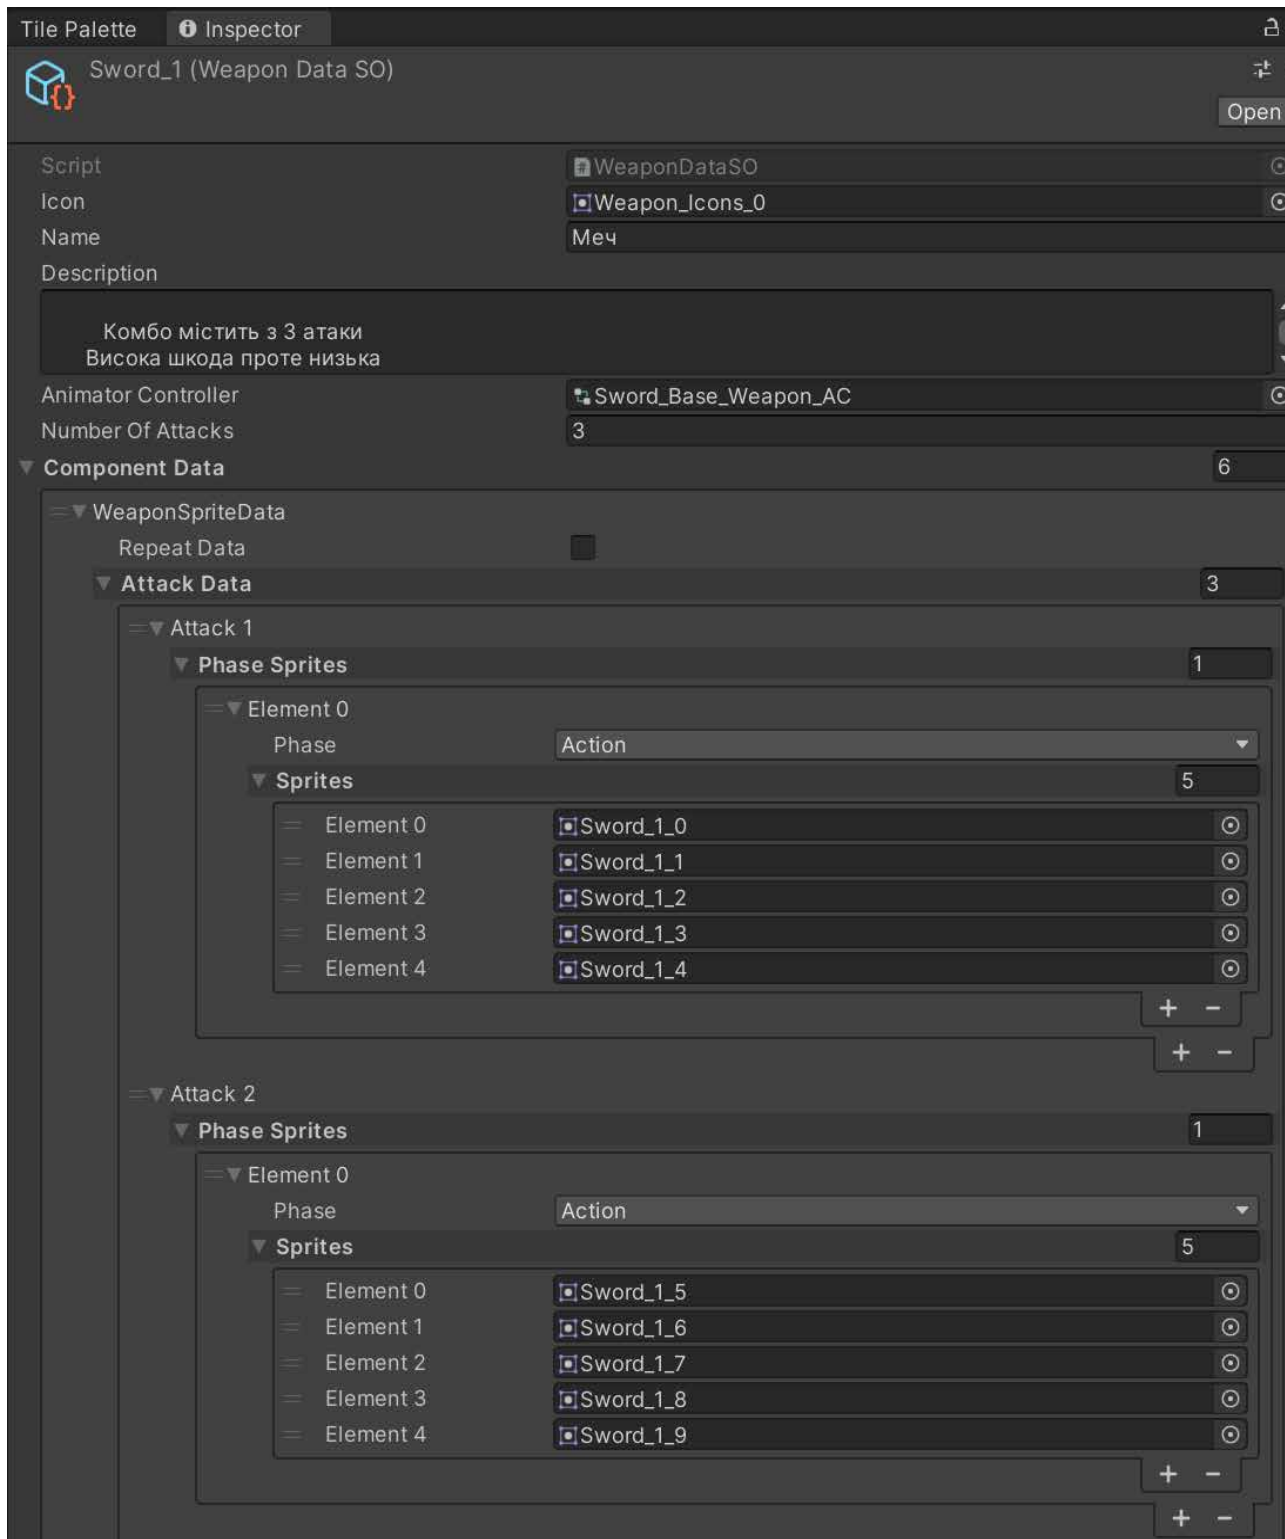 Tile Palette Inspector
Sword_1 (Weapon Data SO)
Open
Script WeaponDataSO
Icon Weapon_Icons_0
Name Меч
Description
Комбо містить з 3 атаки
Висока шкода проте низька
Animator Controller Sword_Base_Weapon_AC
Number Of Attacks 3
Component Data 6
WeaponSpriteData
Repeat Data
Attack Data 3
Attack 1
Phase Sprites 1
Element 0
Phase Action
Sprites 5
Element 0 Sword_1_0
Element 1 Sword_1_1
Element 2 Sword_1_2
Element 3 Sword_1_3
Element 4 Sword_1_4
+ −
+ −
Attack 2
Phase Sprites 1
Element 0
Phase Action
Sprites 5
Element 0 Sword_1_5
Element 1 Sword_1_6
Element 2 Sword_1_7
Element 3 Sword_1_8
Element 4 Sword_1_9
+ −
+ −